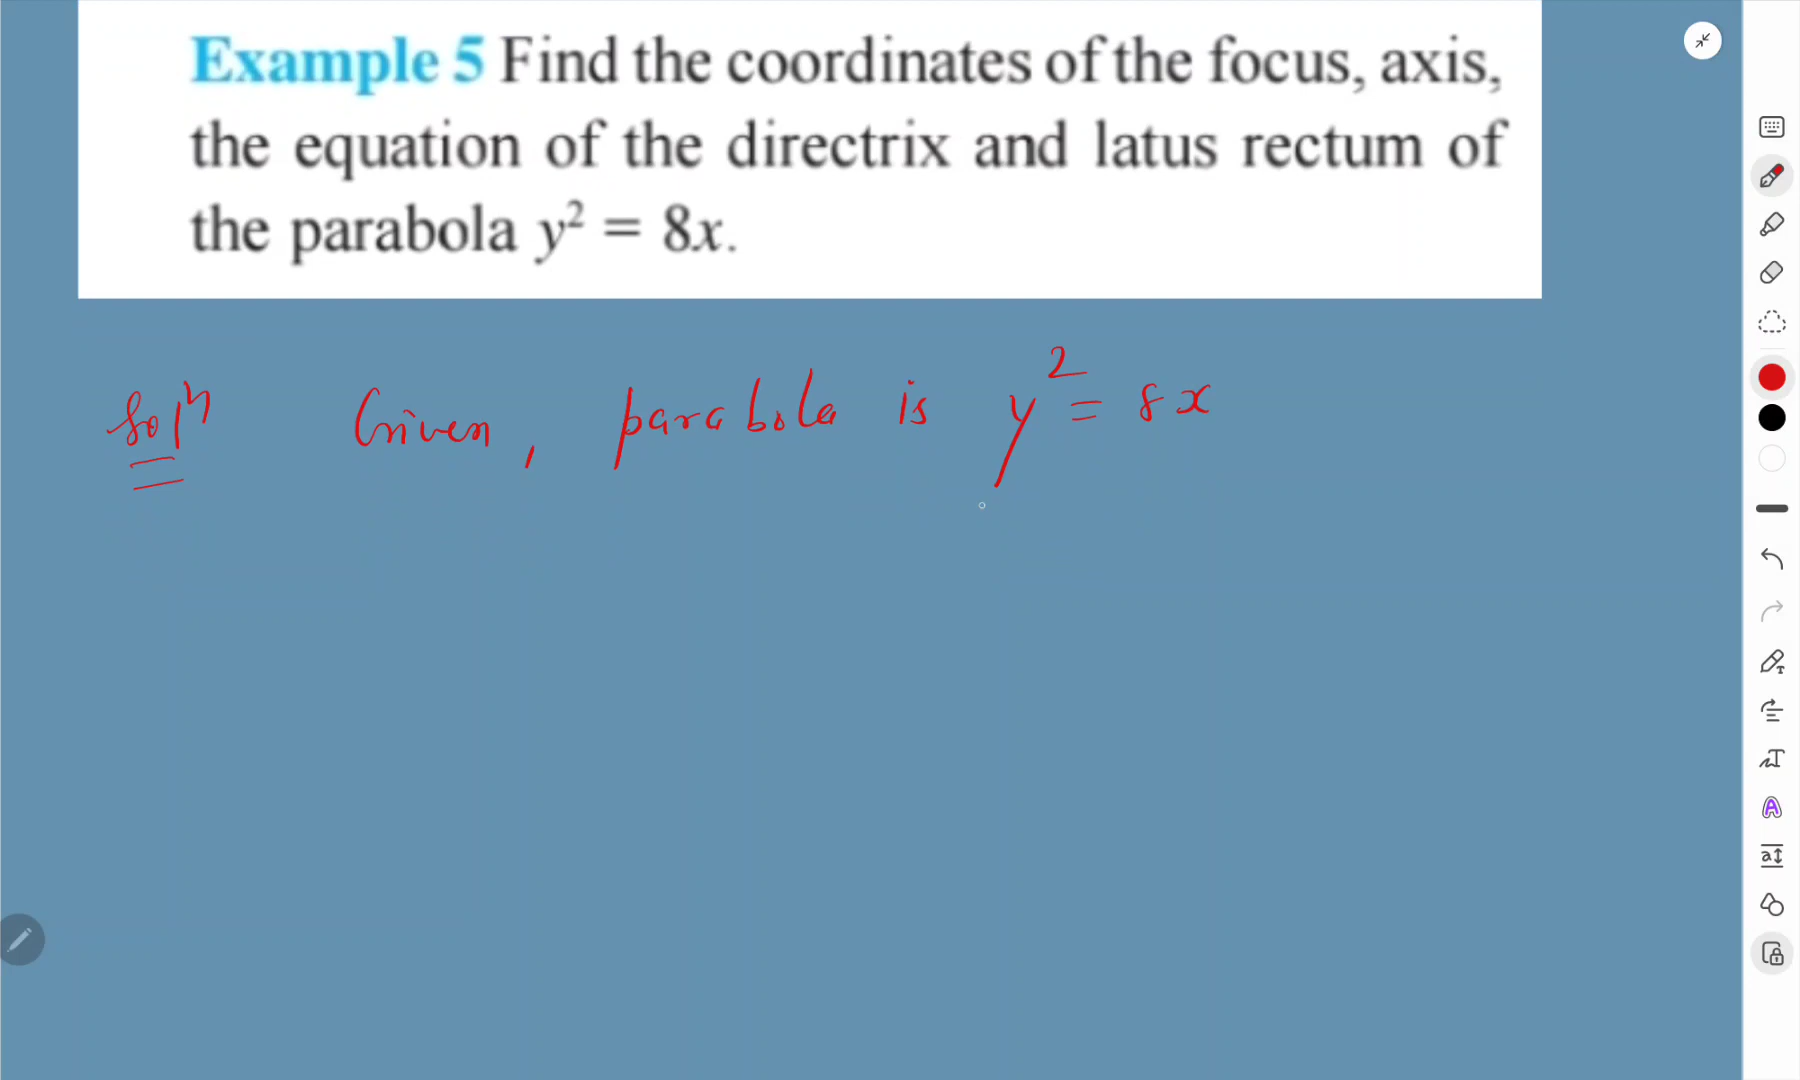 Example 5 Find the coordinates of the focus, axis,
the equation of the directrix and latus rectum of
the parabola y² = 8x.
Solⁿ Given, parabola is y² = 8x